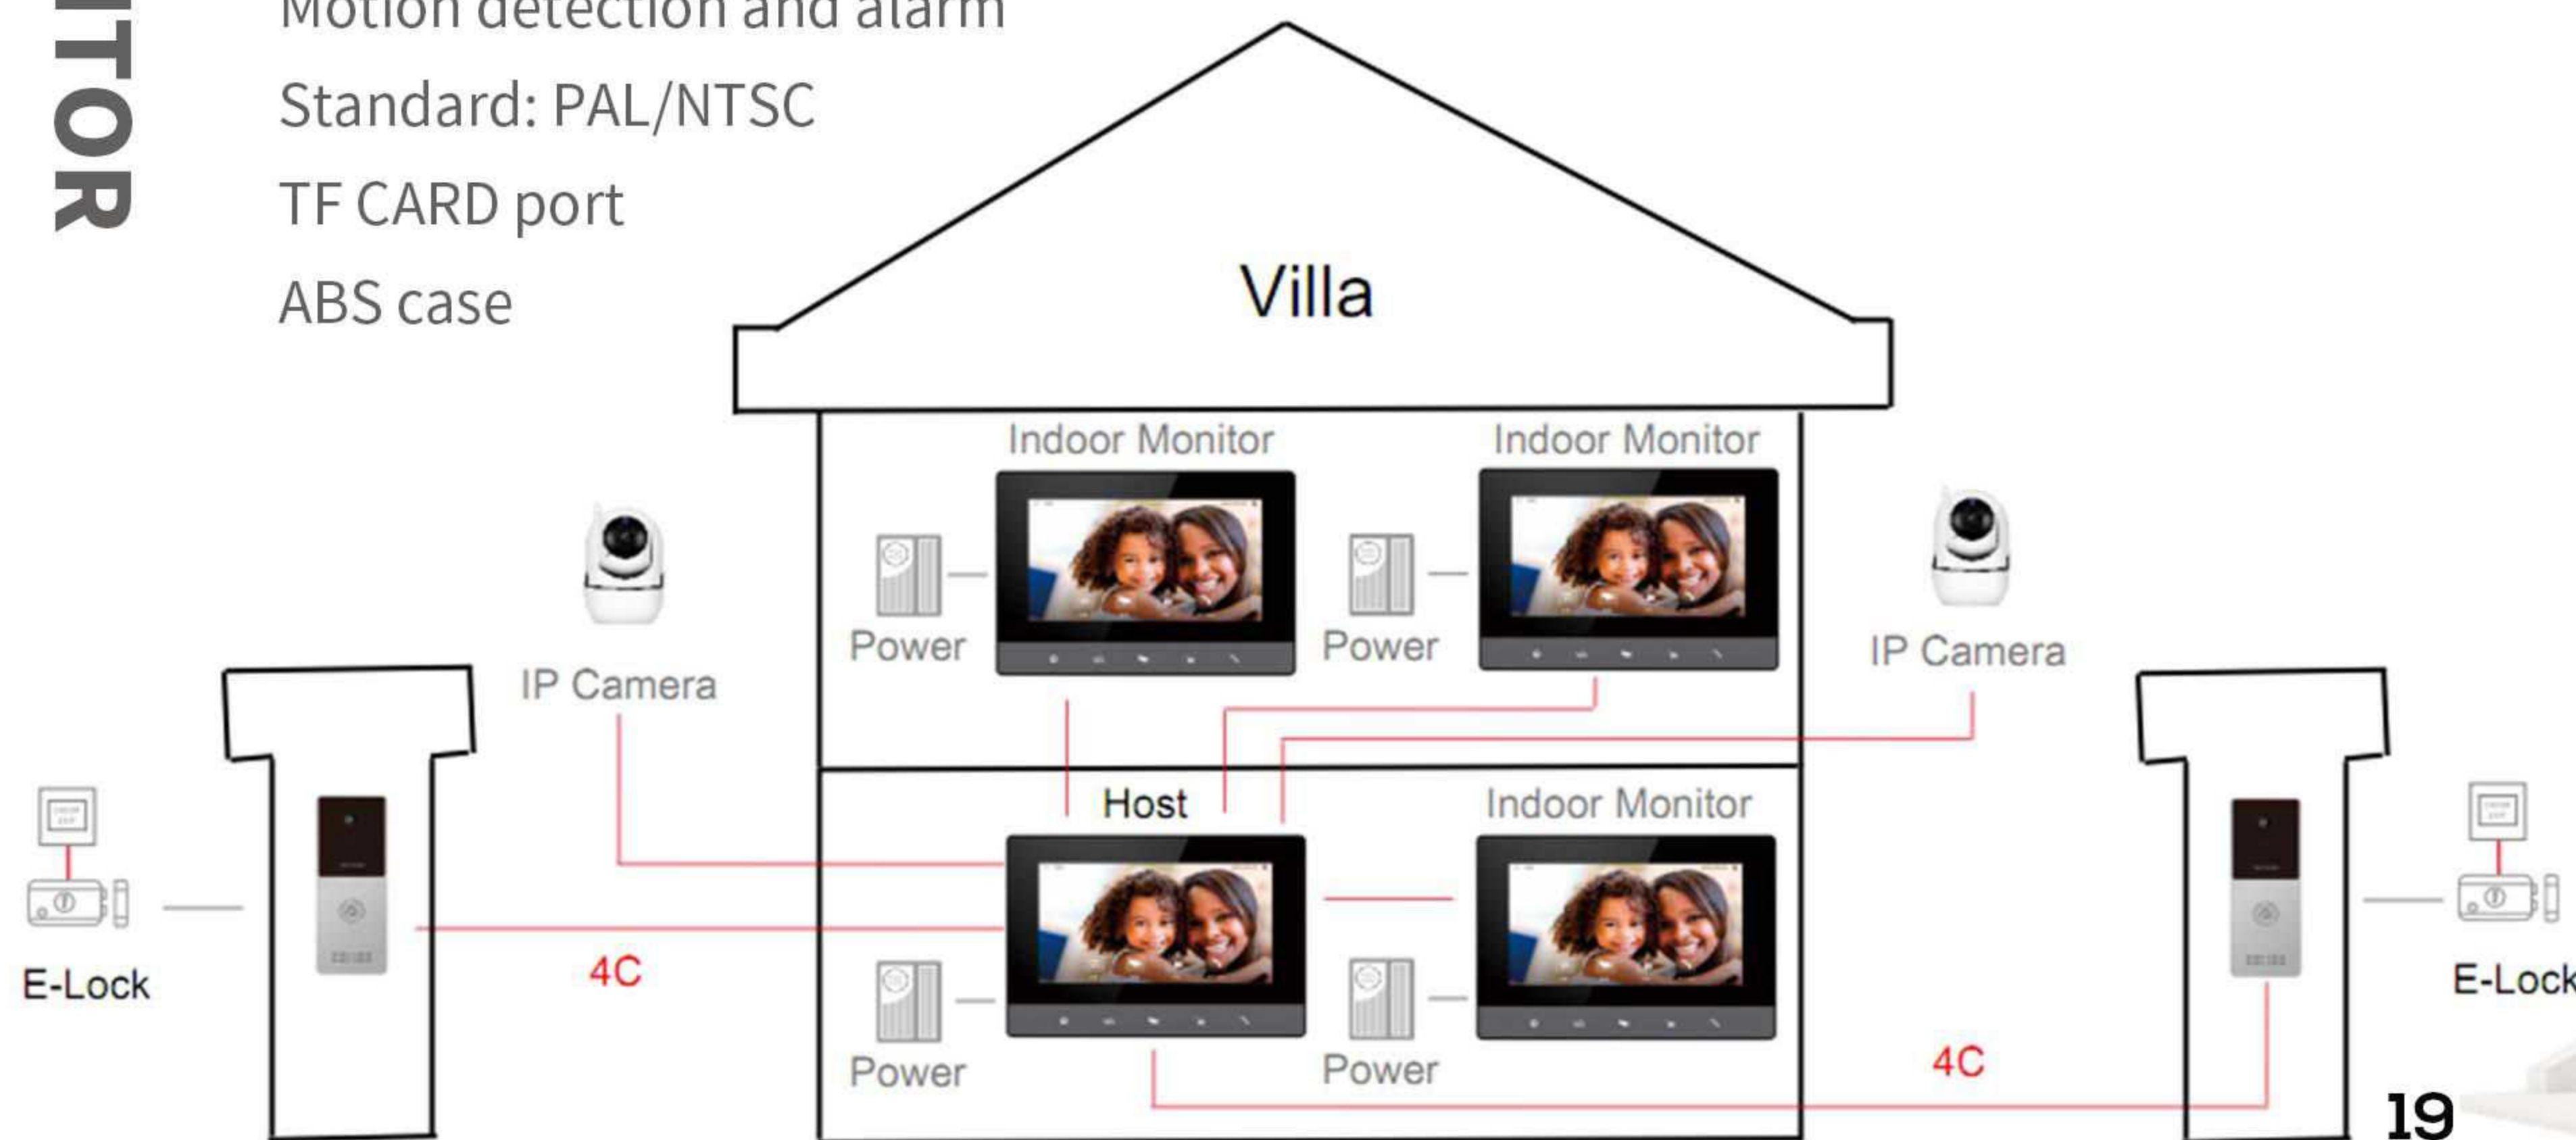 ITOR
Motion detection and alarm
Standard: PAL/NTSC
TF CARD port
ABS case
Villa
Indoor Monitor
Indoor Monitor
Power
Power
IP Camera
IP Camera
Host
Indoor Monitor
E-Lock
4C
Power
Power
4C
E-Lock
19